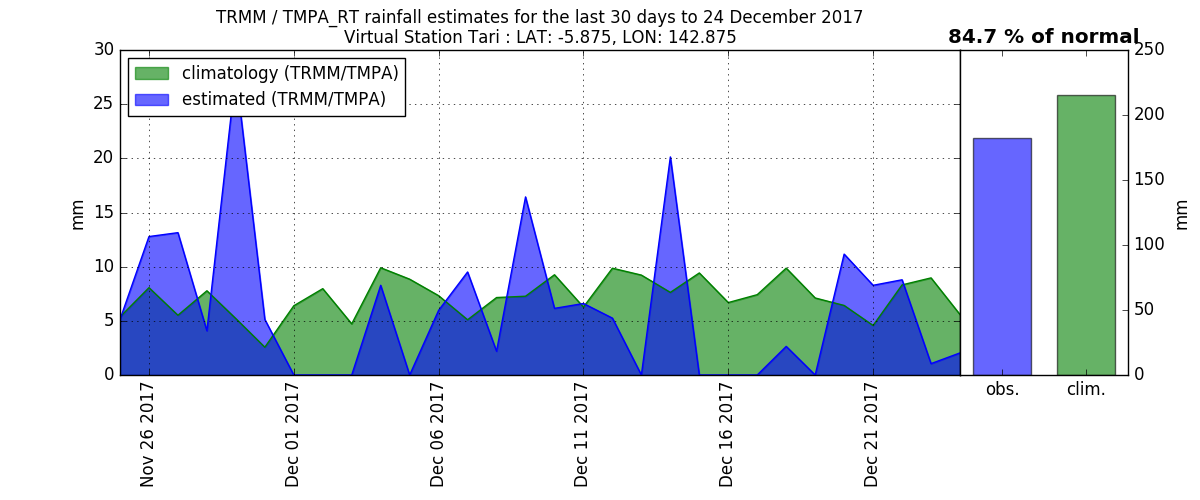 TRMM / TMPA_RT rainfall estimates for the last 30 days to 24 December 2017
Virtual Station Tari : LAT: -5.875, LON: 142.875
84.7 % of normal
climatology (TRMM/TMPA)
estimated (TRMM/TMPA)
30
25
20
15
10
5
0
mm
Nov 26 2017
Dec 01 2017
Dec 06 2017
Dec 11 2017
Dec 16 2017
Dec 21 2017
250
200
150
100
50
0
mm
obs.
clim.